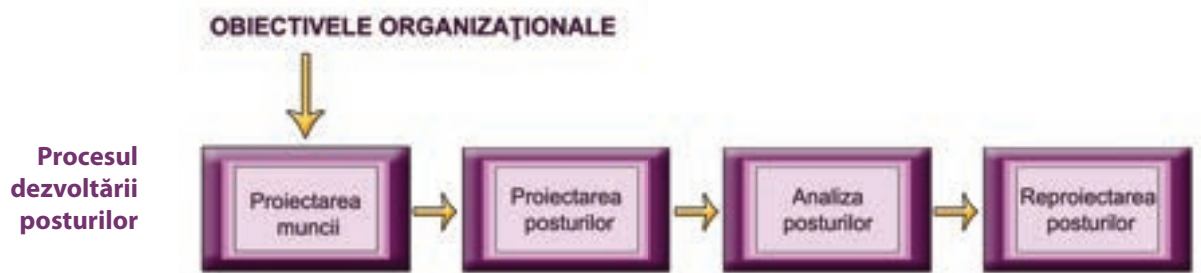 OBIECTIVELE ORGANIZAŢIONALE
Procesul
dezvoltării
posturilor
Proiectarea
muncii
Proiectarea
posturilor
Analiza
posturilor
Reproiectarea
posturilor